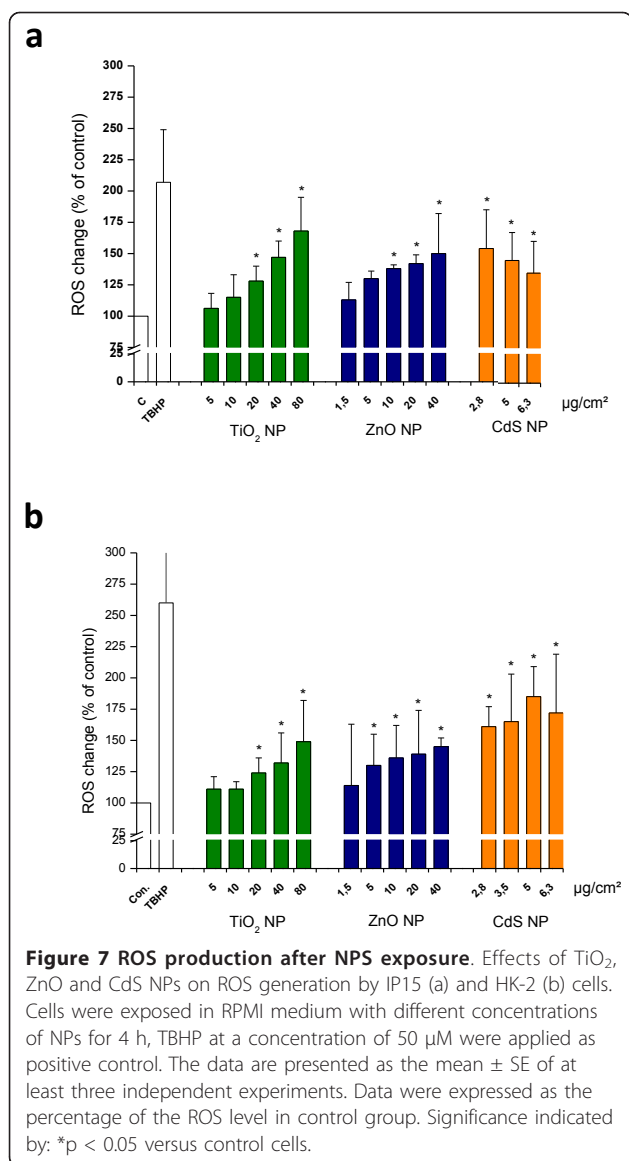 a
ROS change (% of control)
300
275
250
225
200
175
150
125
100
75
25
0
* * * * * * * * *
C TBHP 5 10 20 40 80 1,5 5 10 20 40 2,8 5 6,3 µg/cm²
TiO₂ NP ZnO NP CdS NP
b
ROS change (% of control)
300
275
250
225
200
175
150
125
100
75
25
0
* * * * * * * * * * *
Con. TBHP 5 10 20 40 80 1,5 5 10 20 40 2,8 3,5 5 6,3 µg/cm²
TiO₂ NP ZnO NP CdS NP
Figure 7 ROS production after NPS exposure. Effects of TiO₂,
ZnO and CdS NPs on ROS generation by IP15 (a) and HK-2 (b) cells.
Cells were exposed in RPMI medium with different concentrations
of NPs for 4 h, TBHP at a concentration of 50 µM were applied as
positive control. The data are presented as the mean ± SE of at
least three independent experiments. Data were expressed as the
percentage of the ROS level in control group. Significance indicated
by: *p < 0.05 versus control cells.